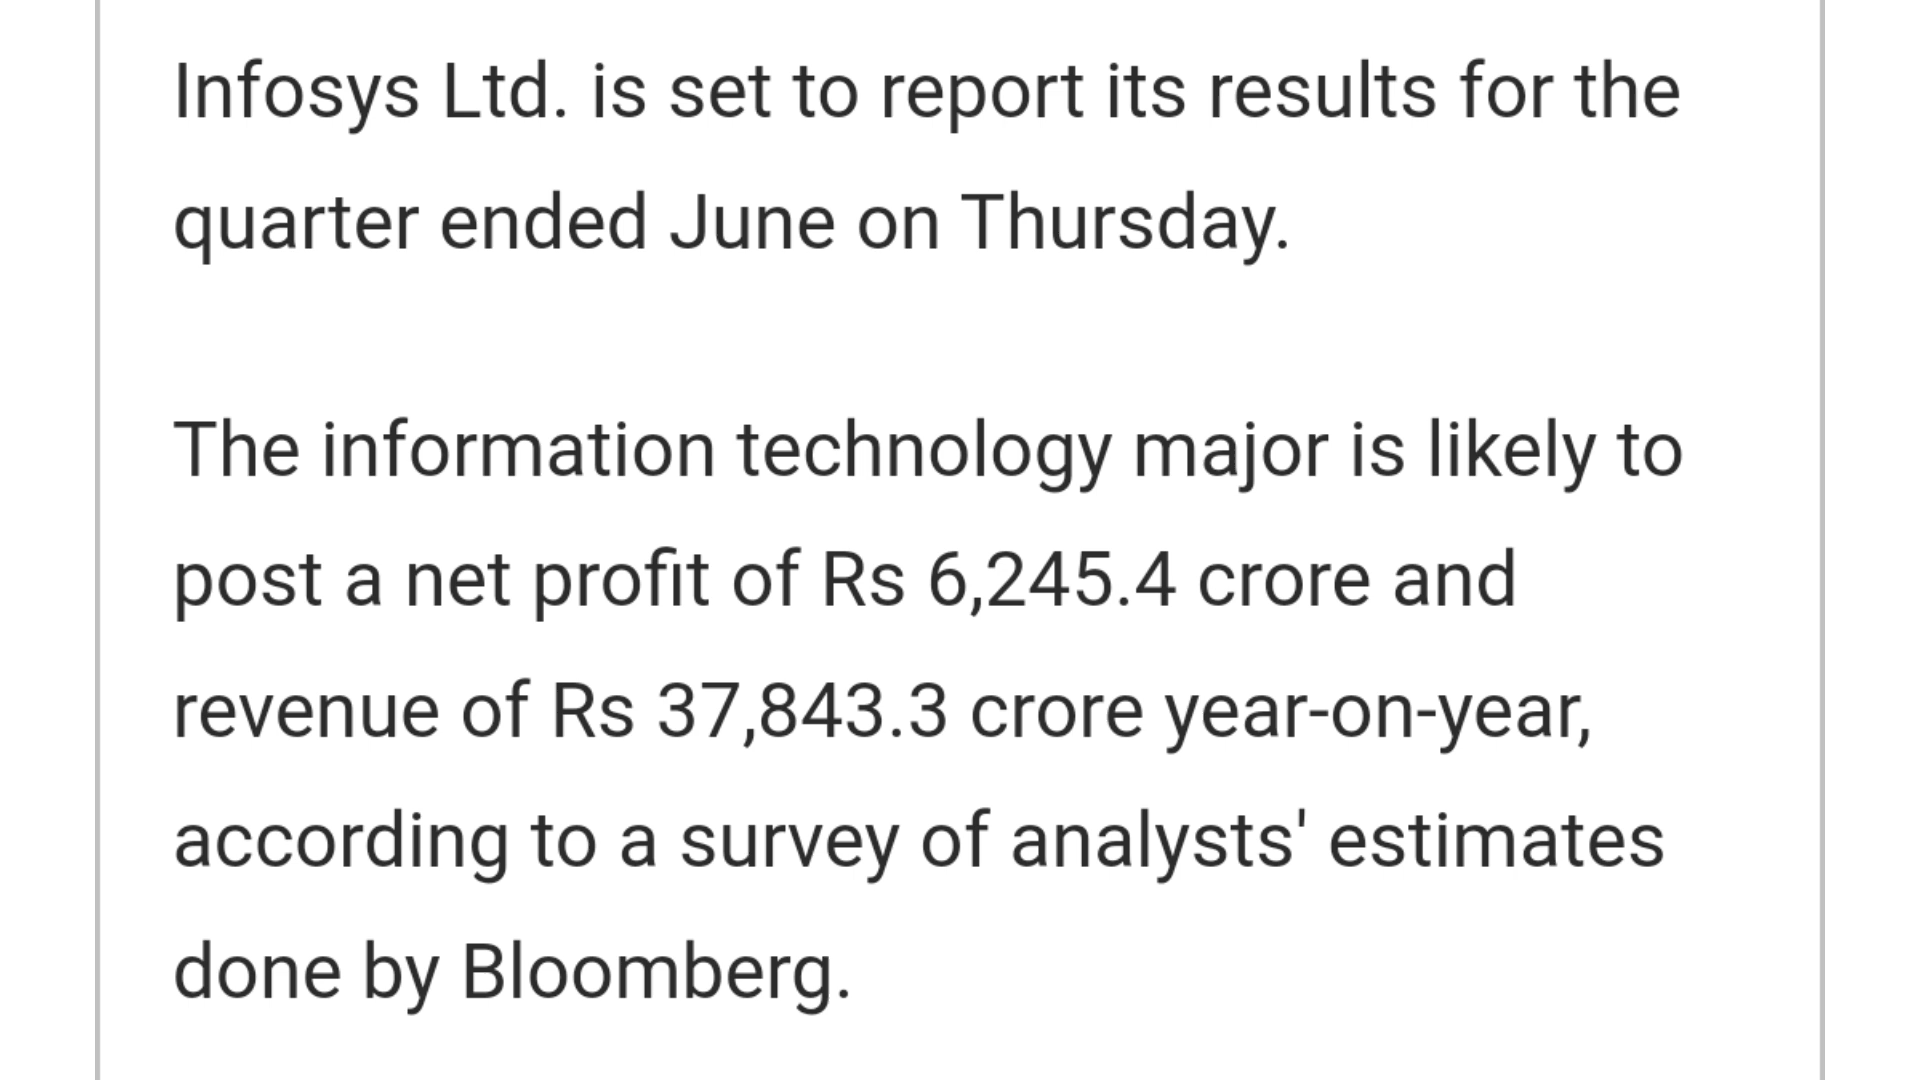 Infosys Ltd. is set to report its results for the
quarter ended June on Thursday.
The information technology major is likely to
post a net profit of Rs 6,245.4 crore and
revenue of Rs 37,843.3 crore year-on-year,
according to a survey of analysts' estimates
done by Bloomberg.